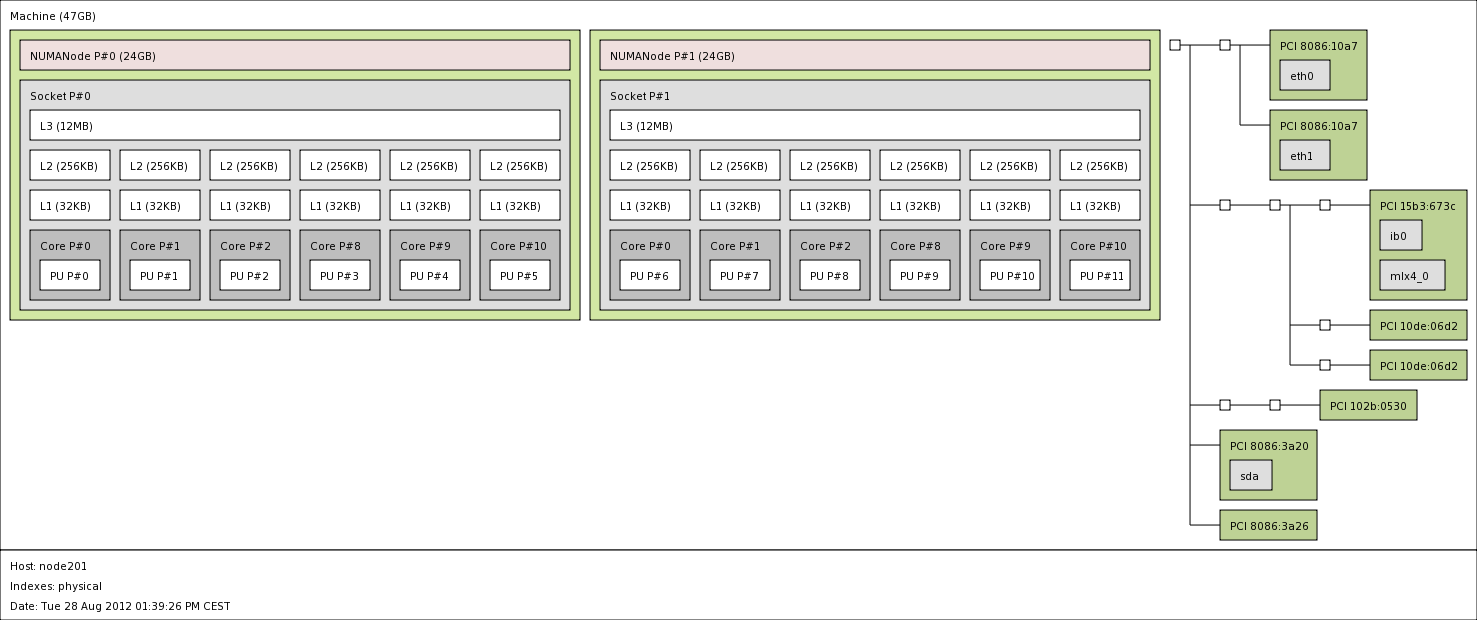 Machine (47GB)
NUMANode P#0 (24GB)
Socket P#0
L3 (12MB)
L2 (256KB) L2 (256KB) L2 (256KB) L2 (256KB) L2 (256KB) L2 (256KB)
L1 (32KB) L1 (32KB) L1 (32KB) L1 (32KB) L1 (32KB) L1 (32KB)
Core P#0 Core P#1 Core P#2 Core P#8 Core P#9 Core P#10
PU P#0 PU P#1 PU P#2 PU P#3 PU P#4 PU P#5
NUMANode P#1 (24GB)
Socket P#1
L3 (12MB)
L2 (256KB) L2 (256KB) L2 (256KB) L2 (256KB) L2 (256KB) L2 (256KB)
L1 (32KB) L1 (32KB) L1 (32KB) L1 (32KB) L1 (32KB) L1 (32KB)
Core P#0 Core P#1 Core P#2 Core P#8 Core P#9 Core P#10
PU P#6 PU P#7 PU P#8 PU P#9 PU P#10 PU P#11
PCI 8086:10a7
eth0
PCI 8086:10a7
eth1
PCI 15b3:673c
ib0
mlx4_0
PCI 10de:06d2
PCI 10de:06d2
PCI 102b:0530
PCI 8086:3a20
sda
PCI 8086:3a26
Host: node201
Indexes: physical
Date: Tue 28 Aug 2012 01:39:26 PM CEST